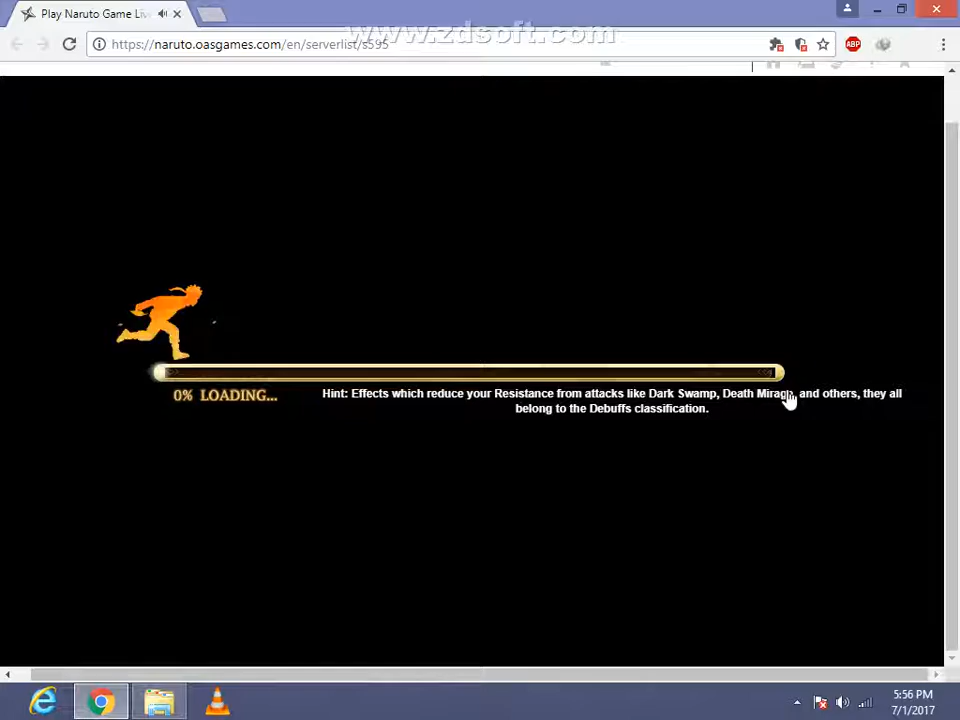 Play Naruto Game Liv
www.zdsoft.com
https://naruto.oasgames.com/en/serverlist/s595
ABP
0% LOADING...
Hint: Effects which reduce your Resistance from attacks like Dark Swamp, Death Mirage, and others, they all
belong to the Debuffs classification.
5:56 PM
7/1/2017